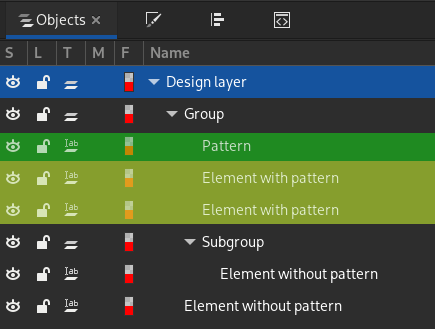 Objects ×
S L T M F Name
Design layer
Group
Iab Pattern
Iab Element with pattern
Iab Element with pattern
Subgroup
Element without pattern
Iab Element without pattern